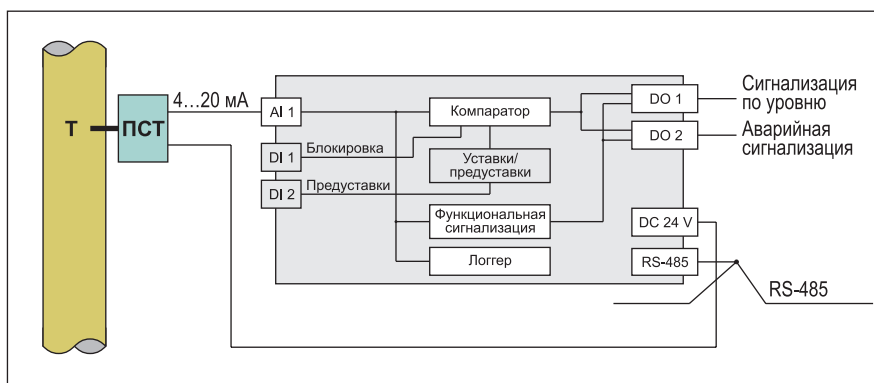 Т
ПСТ
4...20 мА
AI 1
DI 1
DI 2
Блокировка
Предуставки
Компаратор
Уставки/
предуставки
Функциональная
сигнализация
Логгер
DO 1
DO 2
DC 24 V
RS-485
Сигнализация
по уровню
Аварийная
сигнализация
RS-485